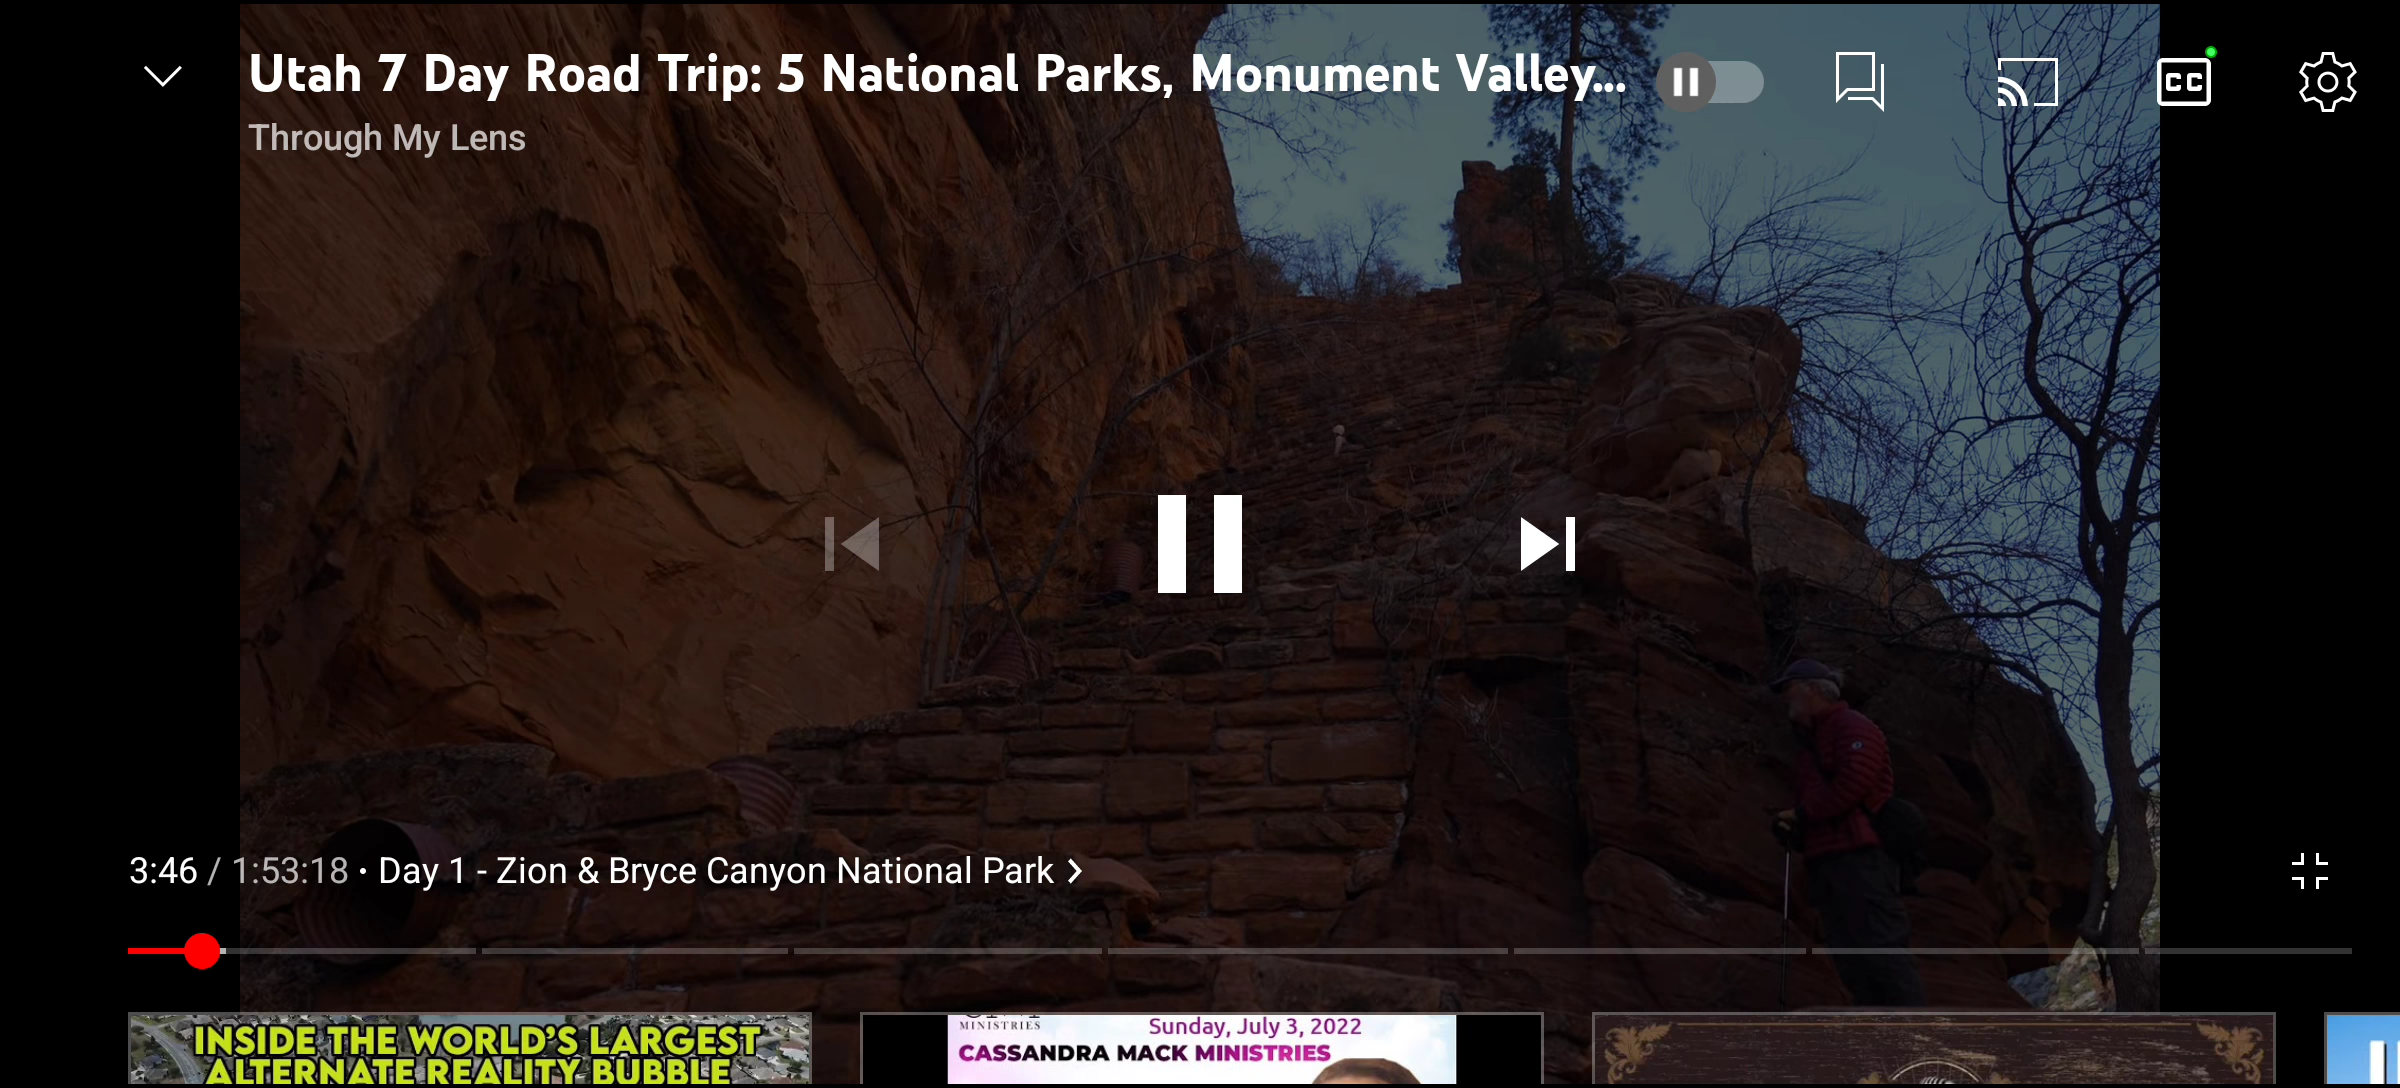 Utah 7 Day Road Trip: 5 National Parks, Monument Valley...
CC
Through My Lens
3:46 / 1:53:18 · Day 1 - Zion & Bryce Canyon National Park
INSIDE THE WORLD'S LARGEST
ALTERNATE REALITY BUBBLE
MINISTRIES
Sunday, July 3, 2022
CASSANDRA MACK MINISTRIES